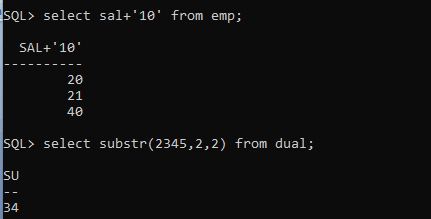 SQL> select sal+'10' from emp;
SAL+'10'
----------
20
21
40
SQL> select substr(2345,2,2) from dual;
SU
--
34